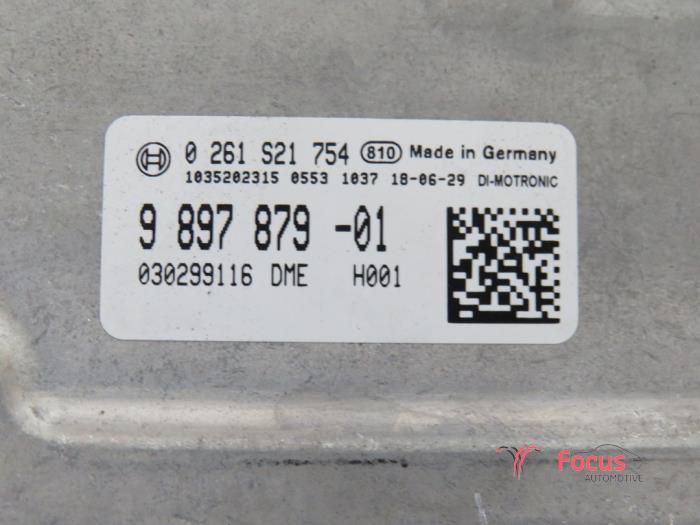 0 261 S21 754 810 Made in Germany
1035202315 0553 1037 18-06-29 DI-MOTRONIC
9 897 879 -01
030299116 DME H001
Focus
AUTOMOTIVE